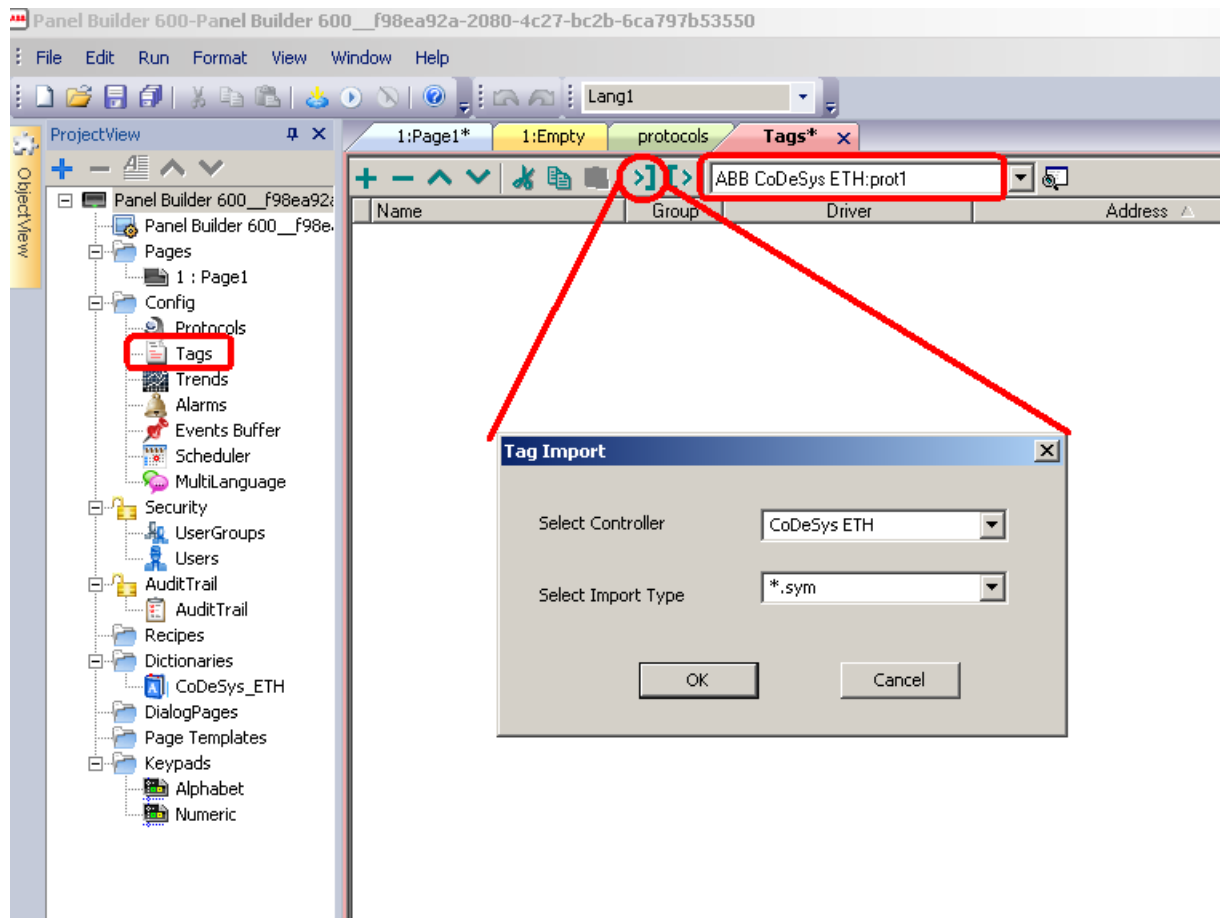 Panel Builder 600-Panel Builder 600__f98ea92a-2080-4c27-bc2b-6ca797b53550
File Edit Run Format View Window Help
Lang1
ObjectView
ProjectView
1:Page1* 1:Empty protocols Tags*
ABB CoDeSys ETH:prot1
Name Group Driver Address
Panel Builder 600__f98ea92
Panel Builder 600__f98e
Pages
1 : Page1
Config
Protocols
Tags
Trends
Alarms
Events Buffer
Scheduler
MultiLanguage
Security
UserGroups
Users
AuditTrail
AuditTrail
Recipes
Dictionaries
CoDeSys_ETH
DialogPages
Page Templates
Keypads
Alphabet
Numeric
Tag Import
Select Controller CoDeSys ETH
Select Import Type *.sym
OK Cancel